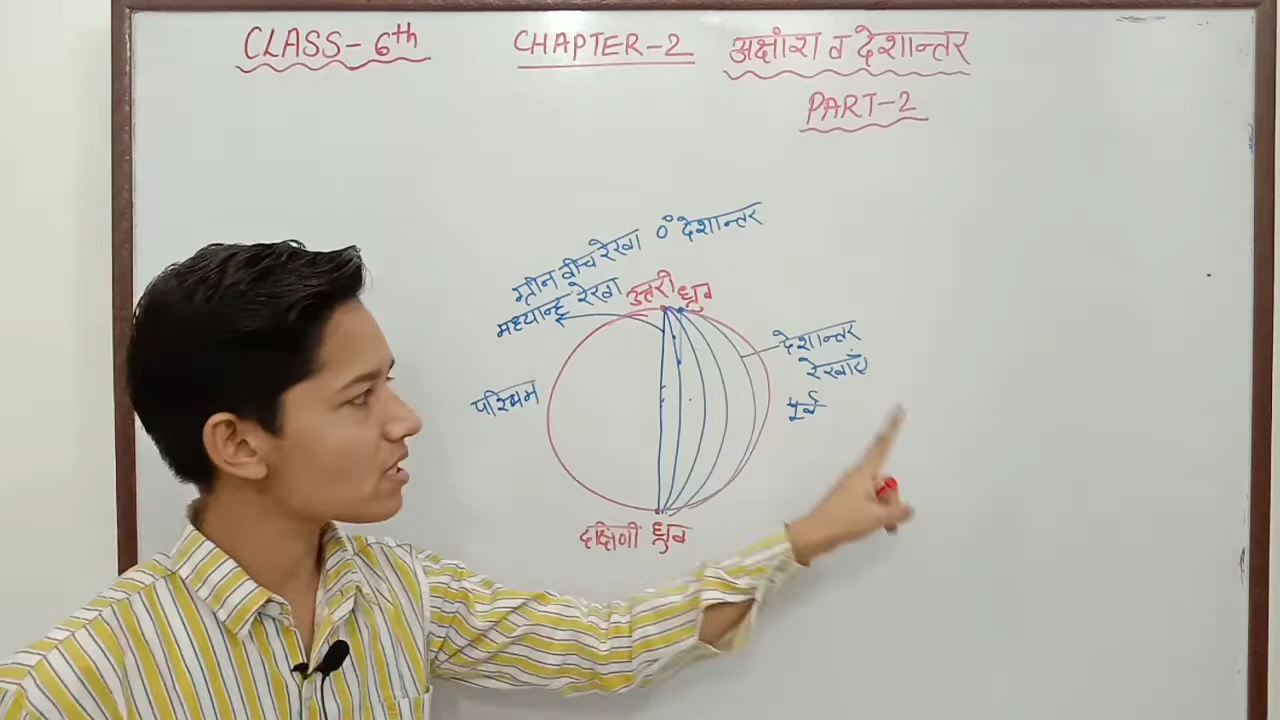 CLASS- 6th
CHAPTER-2 अक्षांश व देशान्तर
PART-2
ग्रीन वीच रेखा 0° देशान्तर
मध्यान्ह रेखा
उत्तरी ध्रुव
देशान्तर
रेखाएँ
पश्चिम
पूर्व
दक्षिणी ध्रुव